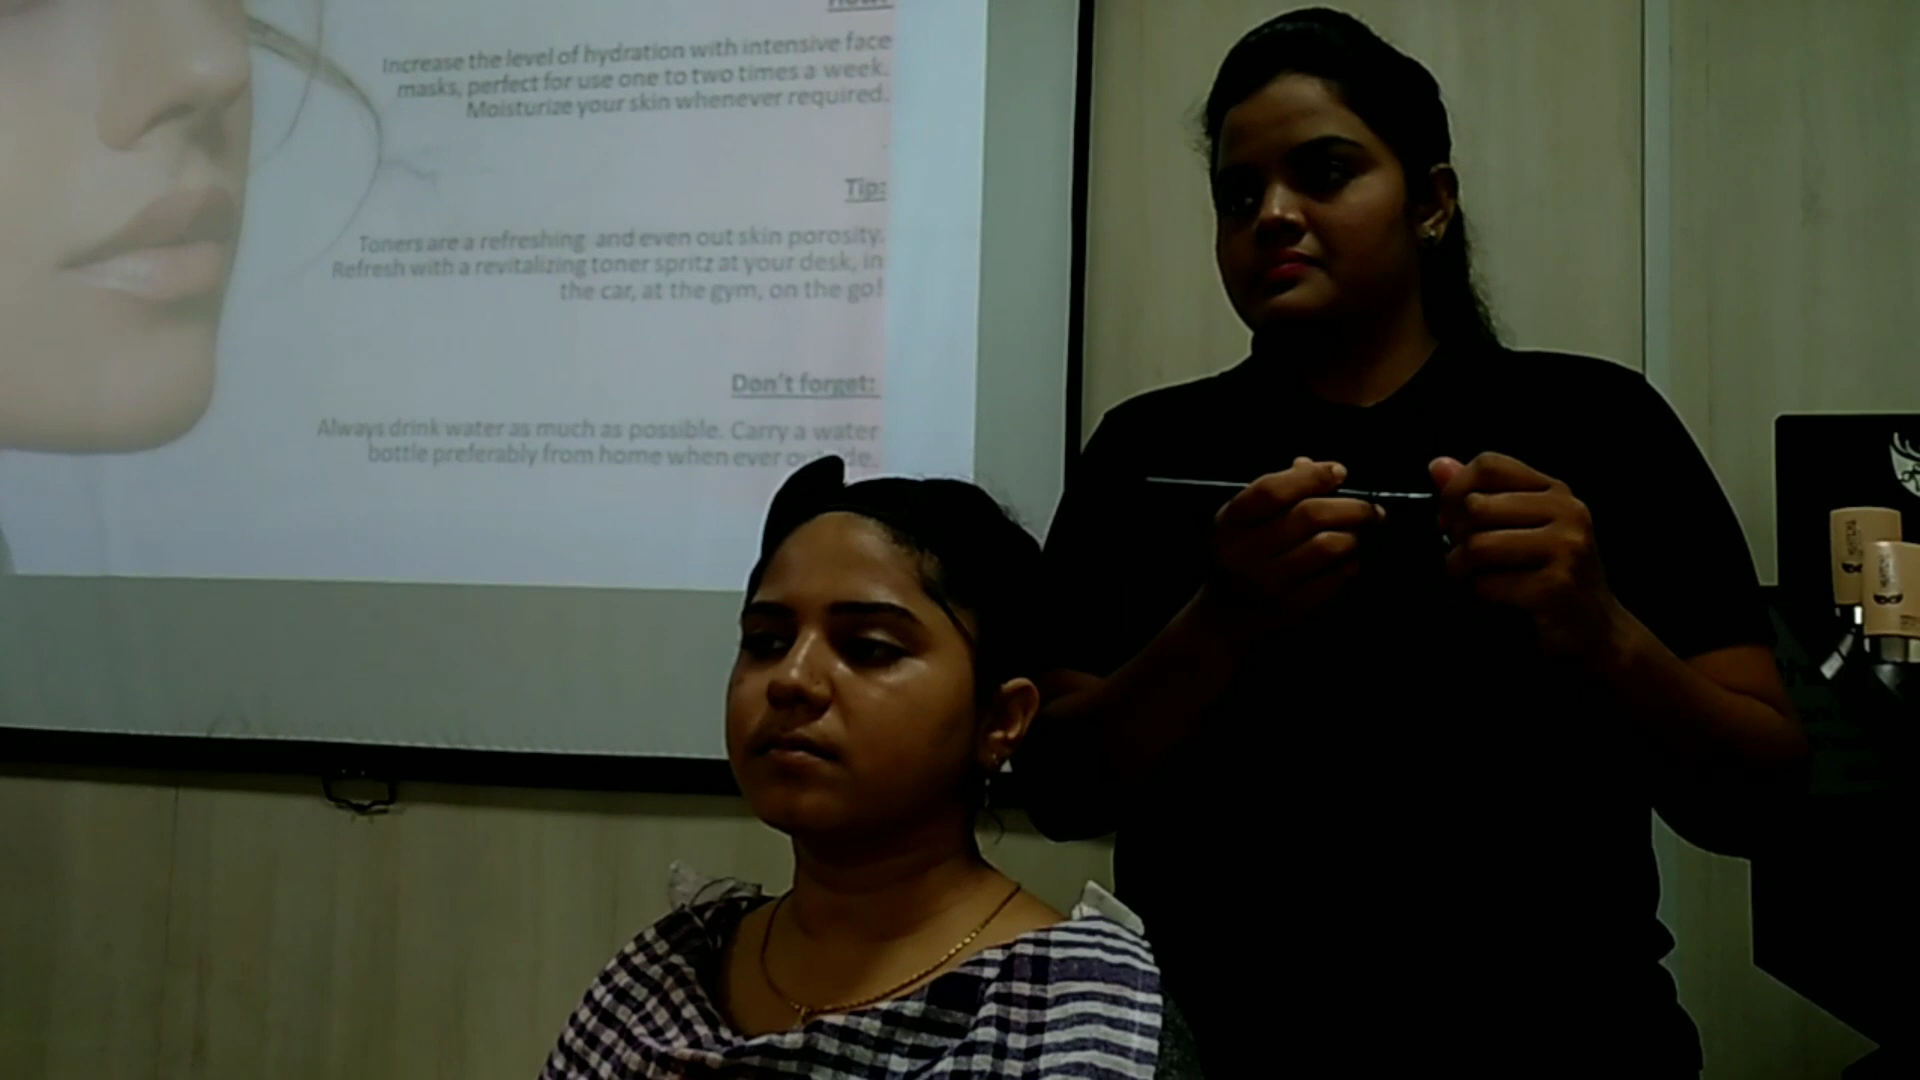 How:
Increase the level of hydration with intensive face
masks, perfect for use one to two times a week.
Moisturize your skin whenever required.
Tip:
Toners are a refreshing and even out skin porosity.
Refresh with a revitalizing toner spritz at your desk, in
the car, at the gym, on the go!
Don't forget:
Always drink water as much as possible. Carry a water
bottle preferably from home when ever